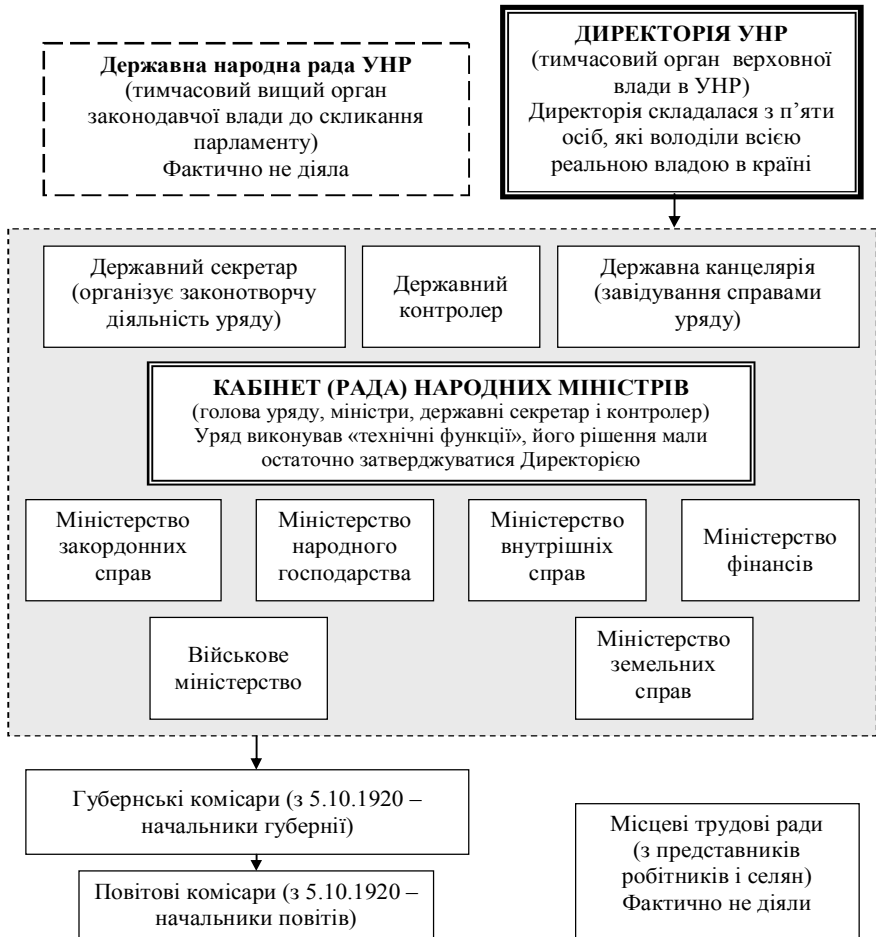 Державна народна рада УНР
(тимчасовий вищий орган
законодавчої влади до скликання
парламенту)
Фактично не діяла
ДИРЕКТОРІЯ УНР
(тимчасовий орган верховної
влади в УНР)
Директорія складалася з п’яти
осіб, які володіли всією
реальною владою в країні
Державний секретар
(організує законотворчу
діяльність уряду)
Державний
контролер
Державна канцелярія
(завідування справами
уряду)
КАБІНЕТ (РАДА) НАРОДНИХ МІНІСТРІВ
(голова уряду, міністри, державні секретар і контролер)
Уряд виконував «технічні функції», його рішення мали
остаточно затверджуватися Директорією
Міністерство
закордонних
справ
Міністерство
народного
господарства
Міністерство
внутрішніх
справ
Міністерство
фінансів
Військове
міністерство
Міністерство
земельних
справ
Губернські комісари (з 5.10.1920 –
начальники губернії)
Повітові комісари (з 5.10.1920 –
начальники повітів)
Місцеві трудові ради
(з представників
робітників і селян)
Фактично не діяли